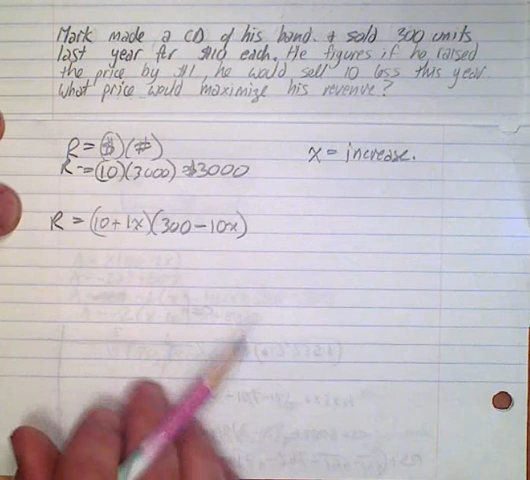 Mark made a CD of his band. & sold 300 units
last year for $10 each. He figures if he raised
the price by $1, he would sell 10 less this year.
What price would maximize his revenue?
R = ($)(#)
x = increase.
R = (10)(3000) = $3000
R = (10+1x)(300-10x)